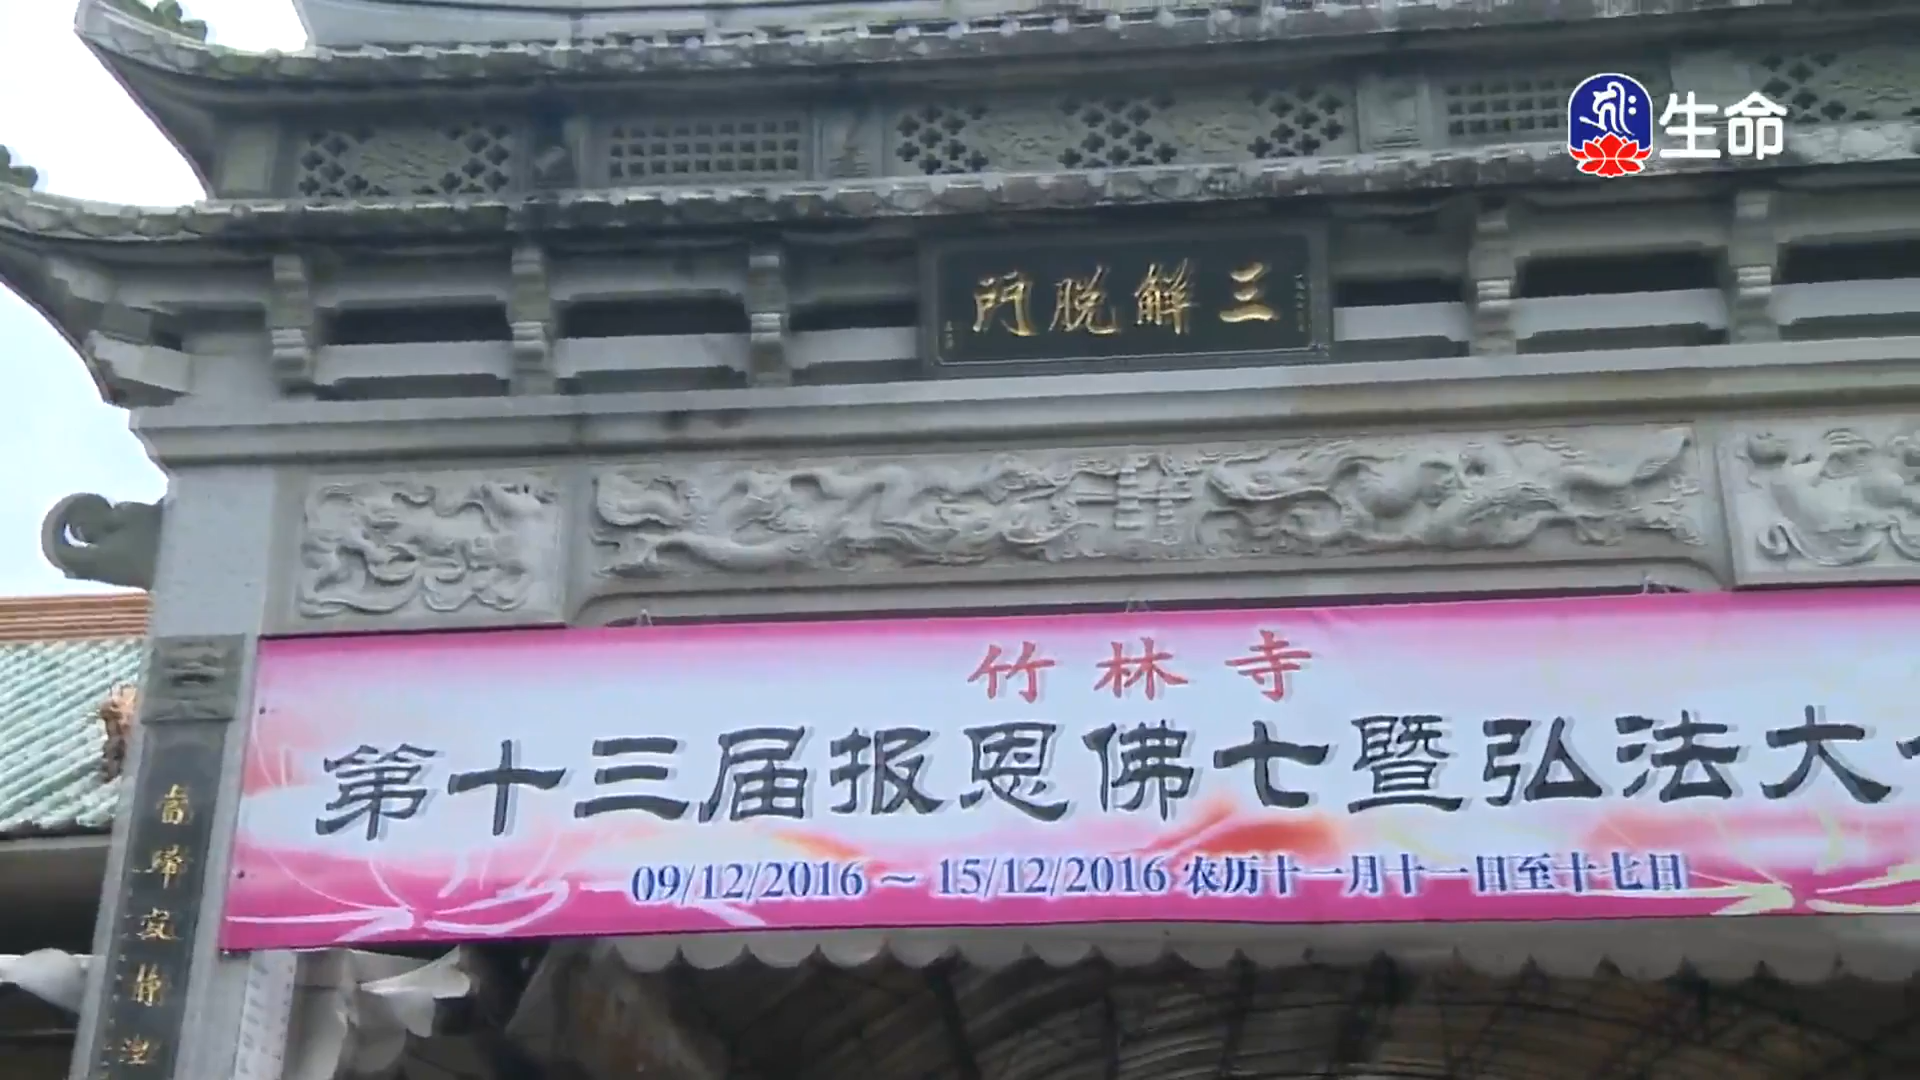 生命
三解脫門
竹林寺
第十三届报恩佛七暨弘法大
09/12/2016 ~ 15/12/2016 农历十一月十一日至十七日